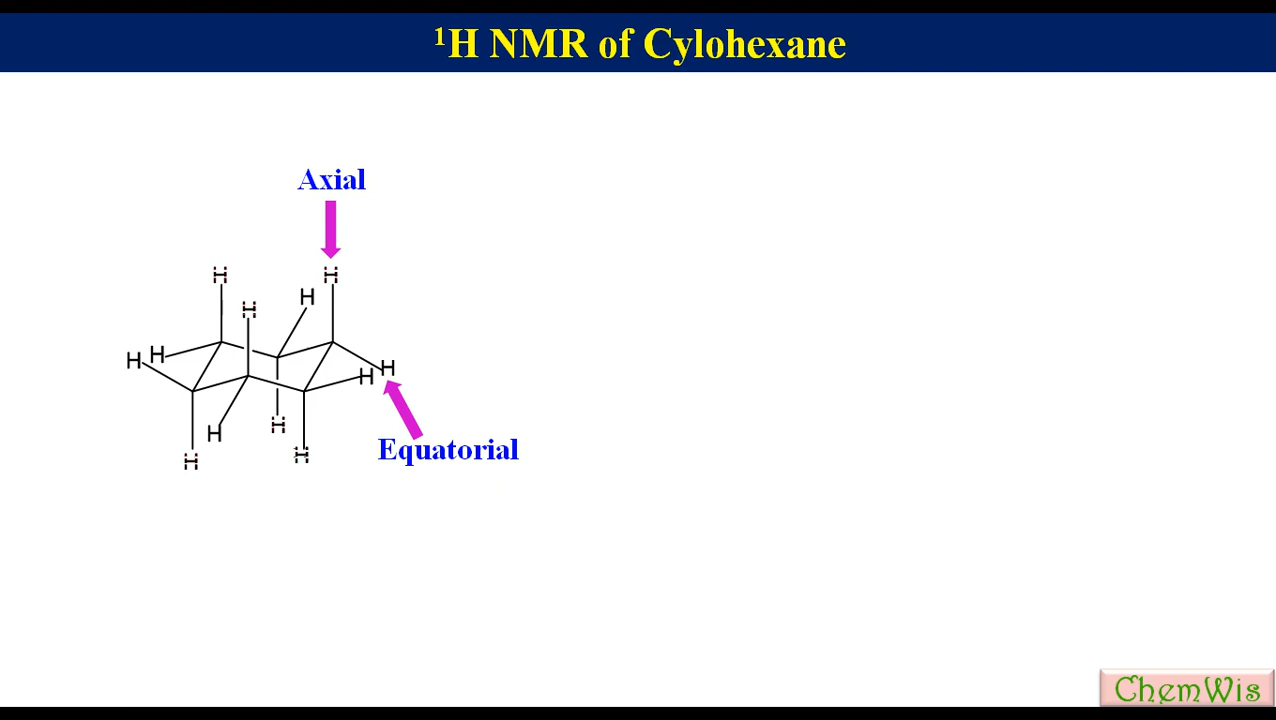 ¹H NMR of Cylohexane
Axial
H H
H H
H H H
H H
H H
H H
Equatorial
ChemWis